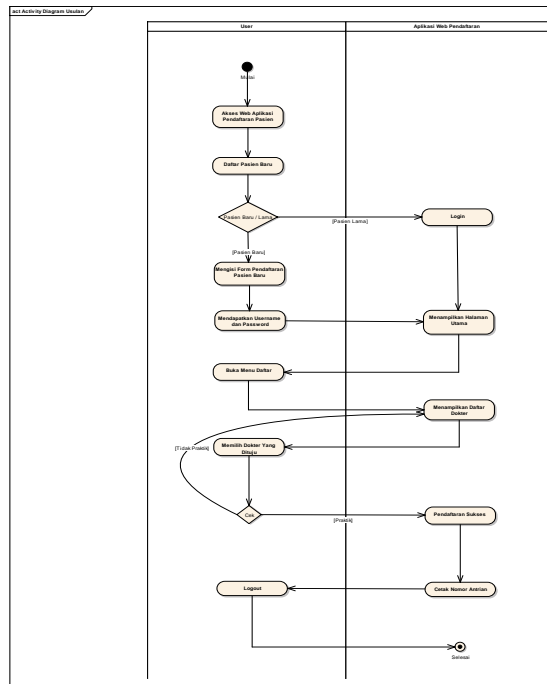 act Activity Diagram Usulan
User
Aplikasi Web Pendaftaran
Mulai
Akses Web Aplikasi
Pendaftaran Pasien
Daftar Pasien Baru
Pasien Baru / Lama
[Pasien Lama]
Login
[Pasien Baru]
Mengisi Form Pendaftaran
Pasien Baru
Mendapatkan Username
dan Password
Menampilkan Halaman
Utama
Buka Menu Daftar
Menampilkan Daftar
Dokter
[Tidak Praktik]
Memilih Dokter Yang
Dituju
Cek
[Praktik]
Pendaftaran Sukses
Logout
Cetak Nomor Antrian
Selesai